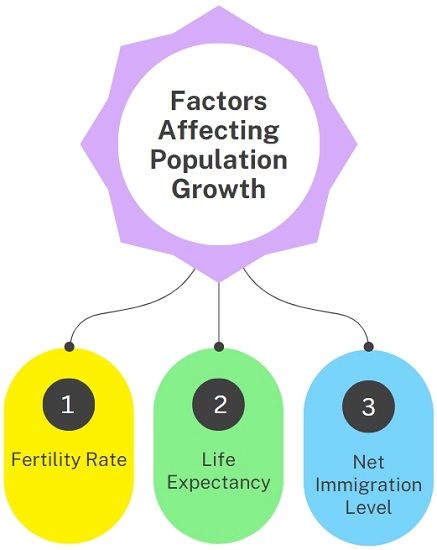 Factors
Affecting
Population
Growth
1
Fertility Rate
2
Life
Expectancy
3
Net
Immigration
Level